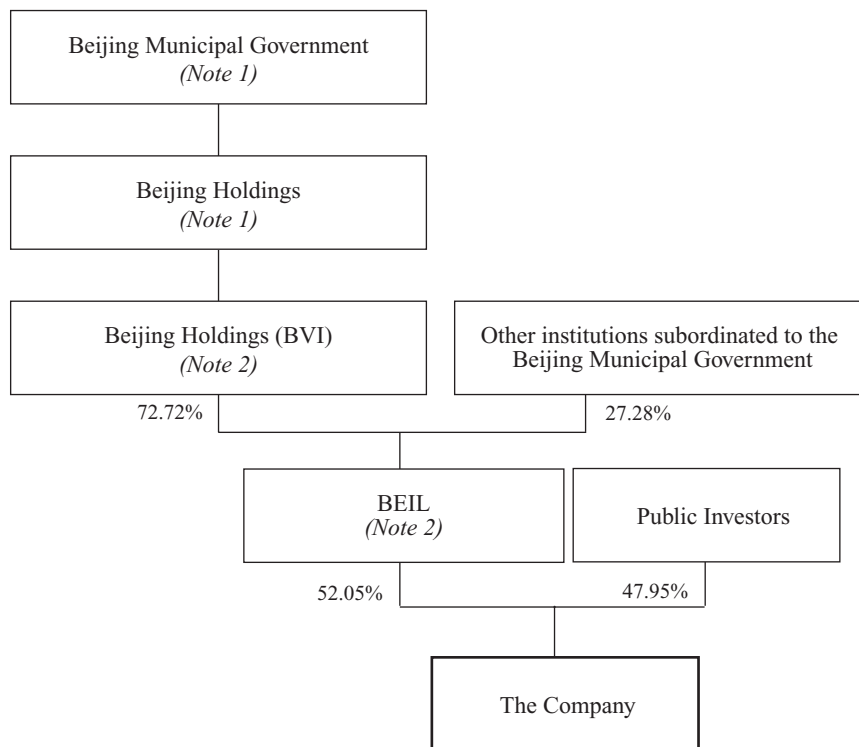 Beijing Municipal Government
(Note 1)
Beijing Holdings
(Note 1)
Beijing Holdings (BVI)
(Note 2)
Other institutions subordinated to the
Beijing Municipal Government
72.72%
27.28%
BEIL
(Note 2)
Public Investors
52.05%
47.95%
The Company